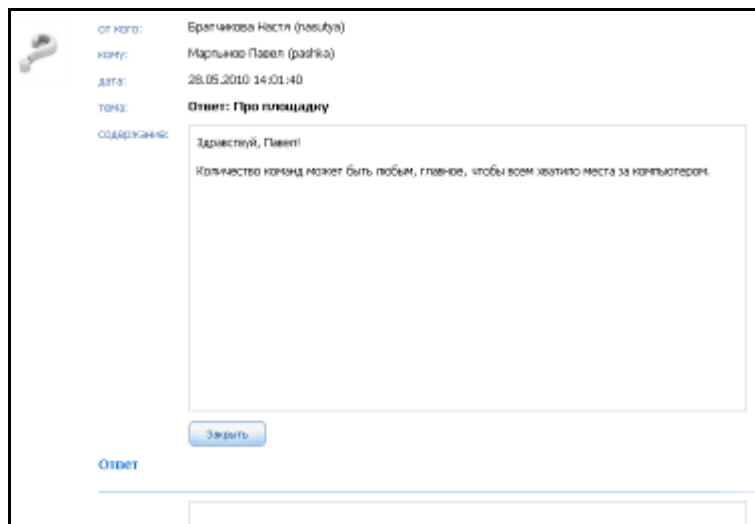 от кого: Братчикова Настя (nasutya)
кому: Мартынов Павел (pashka)
дата: 28.05.2010 14:01:40
тема: Ответ: Про площадку
содержание:
Здравствуй, Павел!
Количество команд может быть любым, главное, чтобы всем хватило места за компьютером.
Закрыть
Ответ